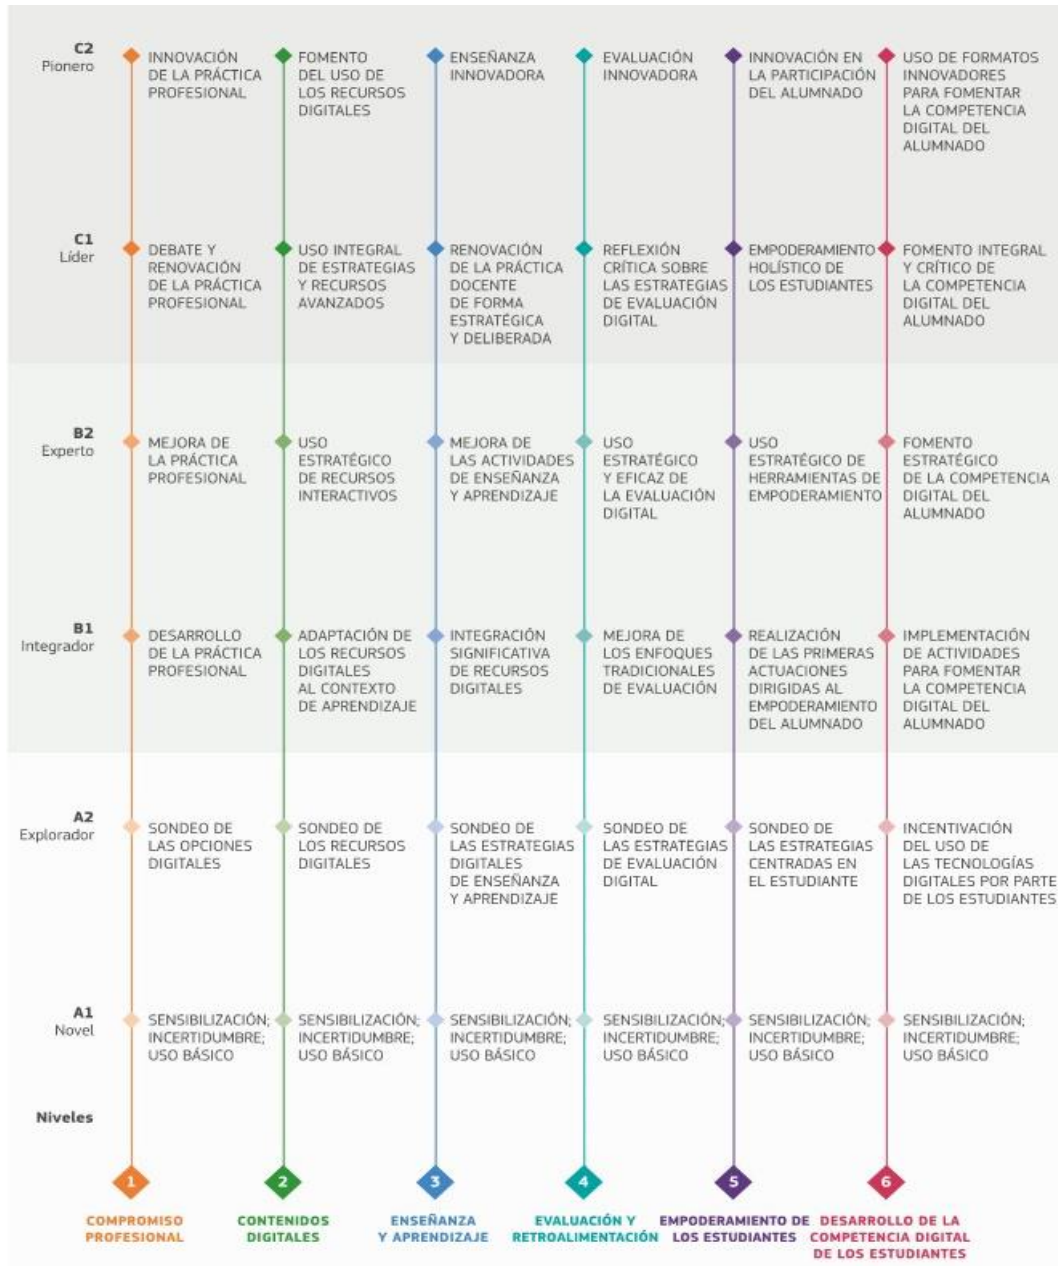 C2
Pionero
INNOVACIÓN
DE LA PRÁCTICA
PROFESIONAL
FOMENTO
DEL USO DE
LOS RECURSOS
DIGITALES
ENSEÑANZA
INNOVADORA
EVALUACIÓN
INNOVADORA
INNOVACIÓN EN
LA PARTICIPACIÓN
DEL ALUMNADO
USO DE FORMATOS
INNOVADORES
PARA FOMENTAR
LA COMPETENCIA
DIGITAL DEL
ALUMNADO
C1
Líder
DEBATE Y
RENOVACIÓN
DE LA PRÁCTICA
PROFESIONAL
USO INTEGRAL
DE ESTRATEGIAS
Y RECURSOS
AVANZADOS
RENOVACIÓN
DE LA PRÁCTICA
DOCENTE
DE FORMA
ESTRATÉGICA
Y DELIBERADA
REFLEXIÓN
CRÍTICA SOBRE
LAS ESTRATEGIAS
DE EVALUACIÓN
DIGITAL
EMPODERAMIENTO
HOLÍSTICO DE
LOS ESTUDIANTES
FOMENTO INTEGRAL
Y CRÍTICO DE
LA COMPETENCIA
DIGITAL DEL
ALUMNADO
B2
Experto
MEJORA DE
LA PRÁCTICA
PROFESIONAL
USO
ESTRATÉGICO
DE RECURSOS
INTERACTIVOS
MEJORA DE
LAS ACTIVIDADES
DE ENSEÑANZA
Y APRENDIZAJE
USO
ESTRATÉGICO
Y EFICAZ DE
LA EVALUACIÓN
DIGITAL
USO
ESTRATÉGICO DE
HERRAMIENTAS DE
EMPODERAMIENTO
FOMENTO
ESTRATÉGICO
DE LA COMPETENCIA
DIGITAL DEL
ALUMNADO
B1
Integrador
DESARROLLO
DE LA PRÁCTICA
PROFESIONAL
ADAPTACIÓN DE
LOS RECURSOS
DIGITALES
AL CONTEXTO
DE APRENDIZAJE
INTEGRACIÓN
SIGNIFICATIVA
DE RECURSOS
DIGITALES
MEJORA DE
LOS ENFOQUES
TRADICIONALES
DE EVALUACIÓN
REALIZACIÓN
DE LAS PRIMERAS
ACTUACIONES
DIRIGIDAS AL
EMPODERAMIENTO
DEL ALUMNADO
IMPLEMENTACIÓN
DE ACTIVIDADES
PARA FOMENTAR
LA COMPETENCIA
DIGITAL DEL
ALUMNADO
A2
Explorador
SONDEO DE
LAS OPCIONES
DIGITALES
SONDEO DE
LOS RECURSOS
DIGITALES
SONDEO DE
LAS ESTRATEGIAS
DIGITALES
DE ENSEÑANZA
Y APRENDIZAJE
SONDEO DE
LAS ESTRATEGIAS
DE EVALUACIÓN
DIGITAL
SONDEO DE
LAS ESTRATEGIAS
CENTRADAS EN
EL ESTUDIANTE
INCENTIVACIÓN
DEL USO DE
LAS TECNOLOGÍAS
DIGITALES POR PARTE
DE LOS ESTUDIANTES
A1
Novel
SENSIBILIZACIÓN;
INCERTIDUMBRE;
USO BÁSICO
SENSIBILIZACIÓN;
INCERTIDUMBRE;
USO BÁSICO
SENSIBILIZACIÓN;
INCERTIDUMBRE;
USO BÁSICO
SENSIBILIZACIÓN;
INCERTIDUMBRE;
USO BÁSICO
SENSIBILIZACIÓN;
INCERTIDUMBRE;
USO BÁSICO
SENSIBILIZACIÓN;
INCERTIDUMBRE;
USO BÁSICO
Niveles
1
COMPROMISO
PROFESIONAL
2
CONTENIDOS
DIGITALES
3
ENSEÑANZA
Y APRENDIZAJE
4
EVALUACIÓN Y
RETROALIMENTACIÓN
5
EMPODERAMIENTO DE
LOS ESTUDIANTES
6
DESARROLLO DE LA
COMPETENCIA DIGITAL
DE LOS ESTUDIANTES